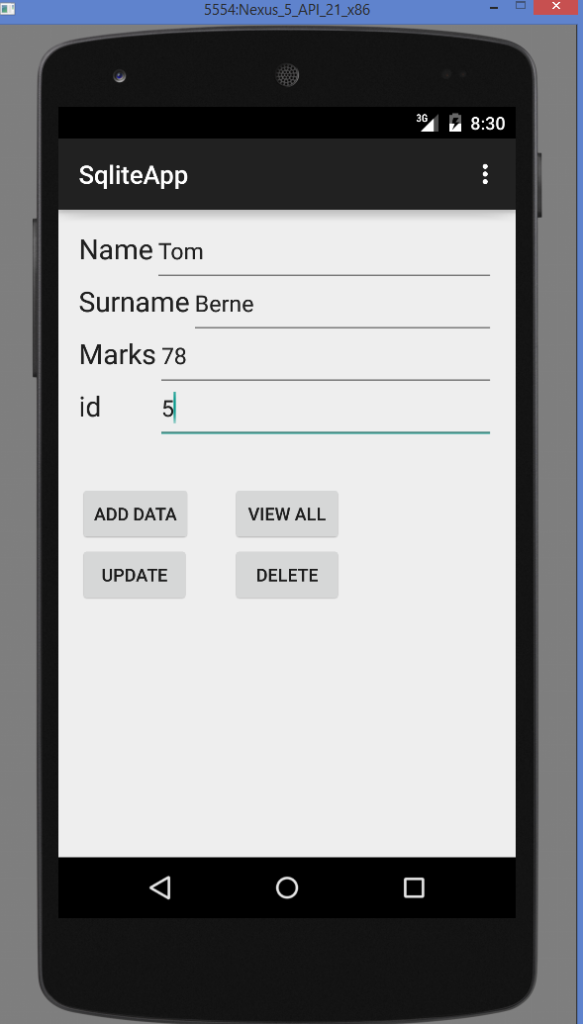 5554:Nexus_5_API_21_x86
3G 8:30
SqliteApp
Name Tom
Surname Berne
Marks 78
id 5
ADD DATA VIEW ALL
UPDATE DELETE